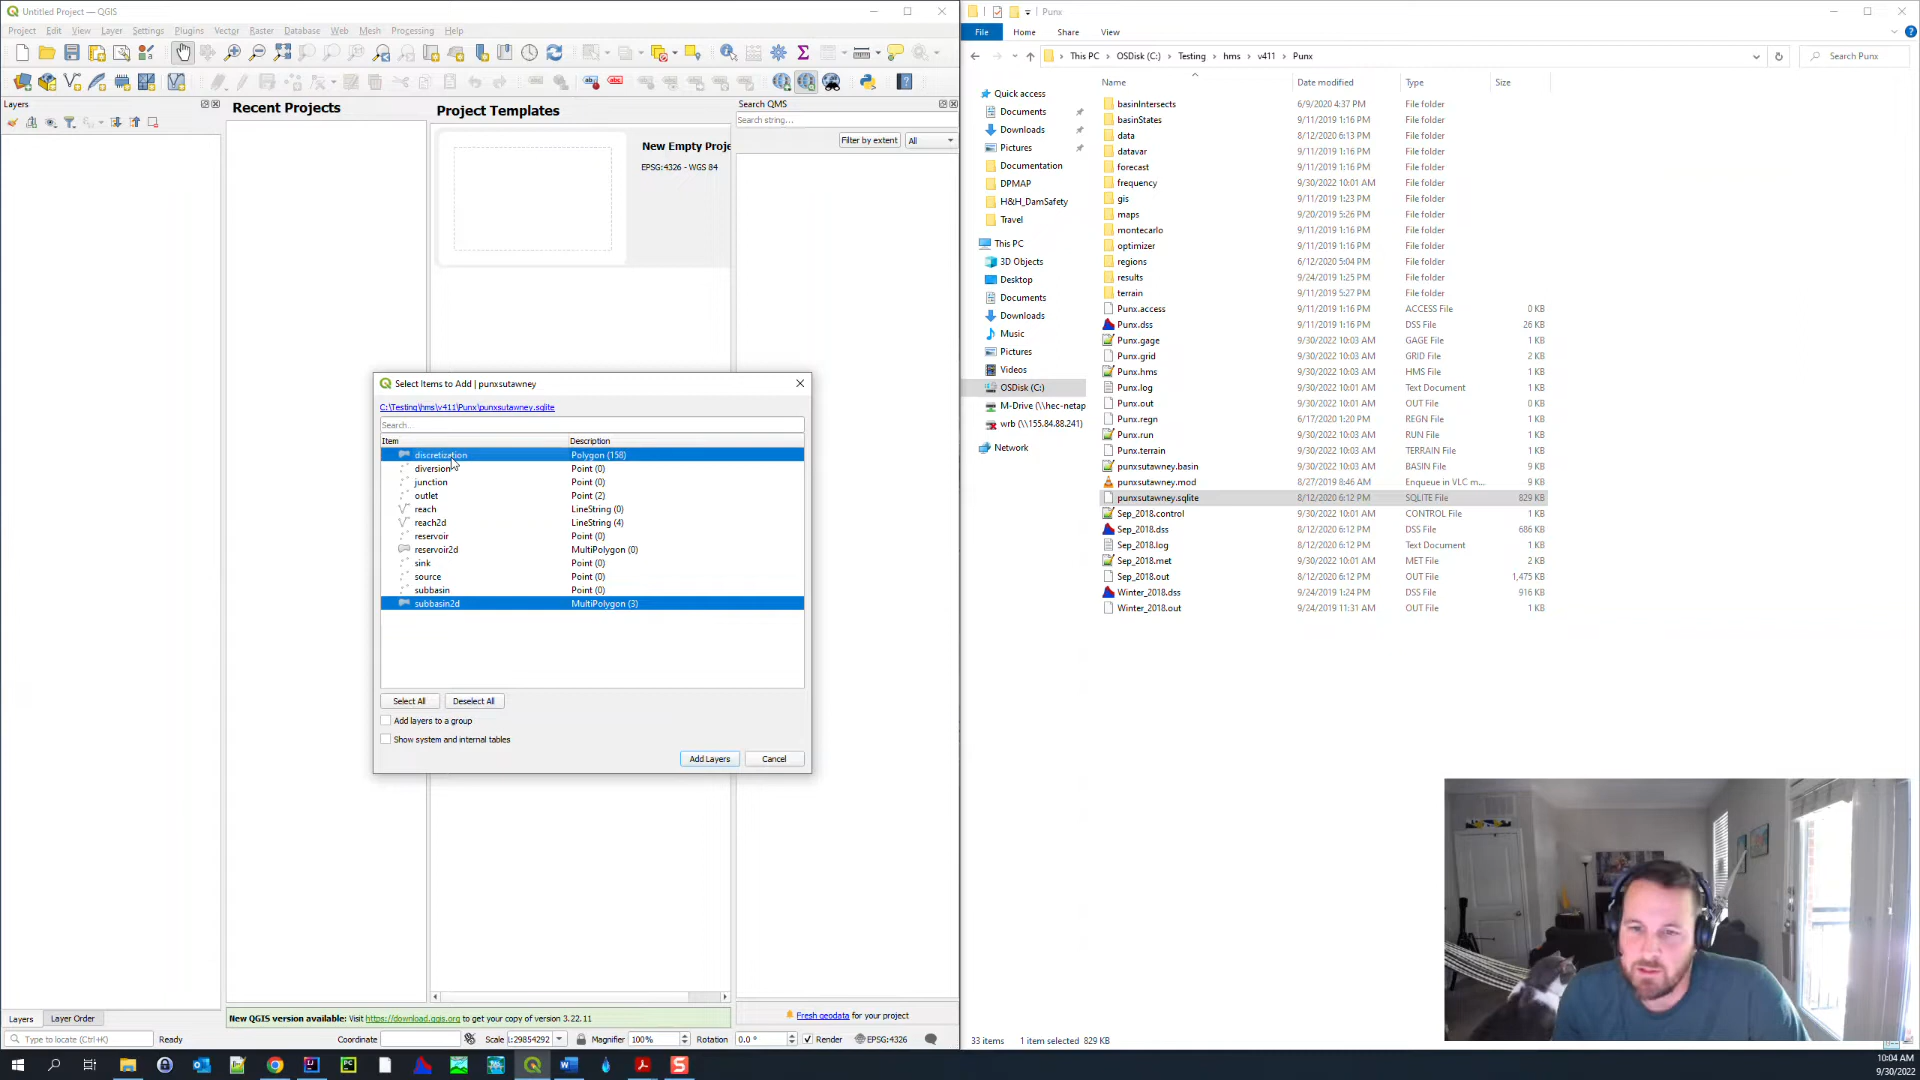 Untitled Project — QGIS
Project Edit View Layer Settings Plugins Vector Raster Database Web Mesh Processing Help
Layers
Recent Projects
Project Templates
New Empty Proje
EPSG:4326 - WGS 84
Search QMS
Search string...
Filter by extent All
Select Items to Add | punxsutawney
C:\Testing\hms\v411\Punx\punxsutawney.sqlite
Search...
Item Description
discretization Polygon (158)
diversion Point (0)
junction Point (0)
outlet Point (2)
reach LineString (0)
reach2d LineString (4)
reservoir Point (0)
reservoir2d MultiPolygon (0)
sink Point (0)
source Point (0)
subbasin Point (0)
subbasin2d MultiPolygon (3)
Select All Deselect All
Add layers to a group
Show system and internal tables
Add Layers Cancel
Layers Layer Order
New QGIS version available: Visit https://download.qgis.org to get your copy of version 3.22.11
Fresh geodata for your project
Type to locate (Ctrl+K) Ready Coordinate Scale 1:29854292 Magnifier 100% Rotation 0.0 ° Render EPSG:4326
Punx
File Home Share View
This PC > OSDisk (C:) > Testing > hms > v411 > Punx
Search Punx
Quick access
Documents
Downloads
Pictures
Documentation
DPMAP
H&H_DamSafety
Travel
This PC
3D Objects
Desktop
Documents
Downloads
Music
Pictures
Videos
OSDisk (C:)
M-Drive (\\hec-netap
wrb (\\155.84.88.241)
Network
Name Date modified Type Size
basinIntersects 6/9/2020 4:37 PM File folder
basinStates 9/11/2019 1:16 PM File folder
data 8/12/2020 6:13 PM File folder
datavar 9/11/2019 1:16 PM File folder
forecast 9/11/2019 1:16 PM File folder
frequency 9/30/2022 10:01 AM File folder
gis 9/11/2019 1:23 PM File folder
maps 9/20/2019 5:26 PM File folder
montecarlo 9/11/2019 1:16 PM File folder
optimizer 9/11/2019 1:16 PM File folder
regions 6/12/2020 5:04 PM File folder
results 9/24/2019 1:25 PM File folder
terrain 9/11/2019 5:27 PM File folder
Punx.access 9/11/2019 1:16 PM ACCESS File 0 KB
Punx.dss 9/11/2019 1:16 PM DSS File 26 KB
Punx.gage 9/30/2022 10:03 AM GAGE File 1 KB
Punx.grid 9/30/2022 10:03 AM GRID File 2 KB
Punx.hms 9/30/2022 10:03 AM HMS File 1 KB
Punx.log 9/30/2022 10:01 AM Text Document 1 KB
Punx.out 9/30/2022 10:03 AM OUT File 0 KB
Punx.regn 6/17/2020 1:20 PM REGN File 1 KB
Punx.run 9/30/2022 10:03 AM RUN File 1 KB
Punx.terrain 9/30/2022 10:03 AM TERRAIN File 1 KB
punxsutawney.basin 9/30/2022 10:03 AM BASIN File 9 KB
punxsutawney.mod 8/27/2019 8:46 AM Enqueue in VLC m... 9 KB
punxsutawney.sqlite 8/12/2020 6:12 PM SQLITE File 829 KB
Sep_2018.control 9/30/2022 10:01 AM CONTROL File 1 KB
Sep_2018.dss 8/12/2020 6:12 PM DSS File 686 KB
Sep_2018.log 8/12/2020 6:12 PM Text Document 1 KB
Sep_2018.met 9/30/2022 10:01 AM MET File 1 KB
Sep_2018.out 8/12/2020 6:12 PM OUT File 1,475 KB
Winter_2018.dss 9/24/2019 1:24 PM DSS File 916 KB
Winter_2018.out 9/24/2019 11:31 AM OUT File 1 KB
33 items 1 item selected 829 KB
10:04 AM
9/30/2022